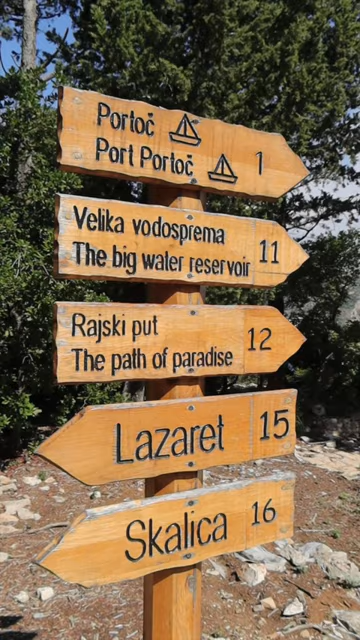 Portoč
Port Portoč 1
Velika vodosprema
The big water reservoir 11
Rajski put
The path of paradise 12
Lazaret 15
Skalica 16